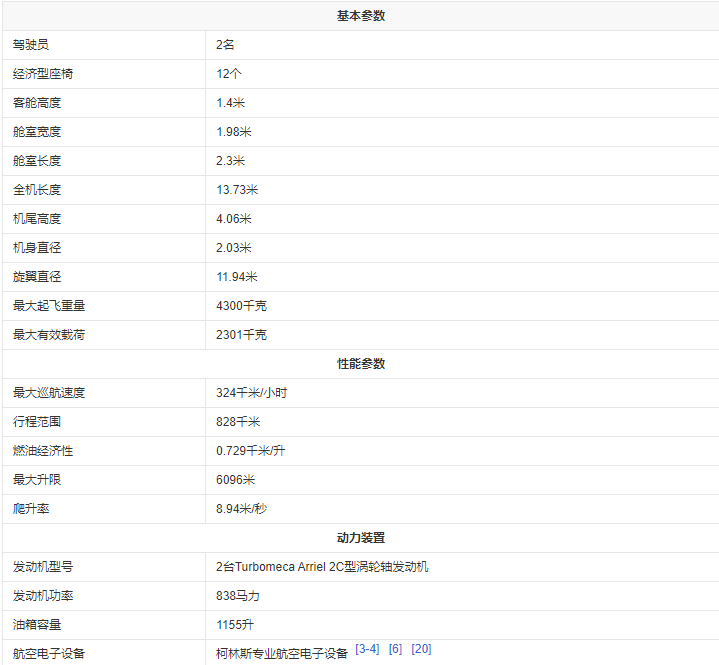 基本参数
驾驶员 2名
经济型座椅 12个
客舱高度 1.4米
舱室宽度 1.98米
舱室长度 2.3米
全机长度 13.73米
机尾高度 4.06米
机身直径 2.03米
旋翼直径 11.94米
最大起飞重量 4300千克
最大有效载荷 2301千克
性能参数
最大巡航速度 324千米/小时
行程范围 828千米
燃油经济性 0.729千米/升
最大升限 6096米
爬升率 8.94米/秒
动力装置
发动机型号 2台Turbomeca Arriel 2C型涡轮轴发动机
发动机功率 838马力
油箱容量 1155升
航空电子设备 柯林斯专业航空电子设备 [3-4] [6] [20]